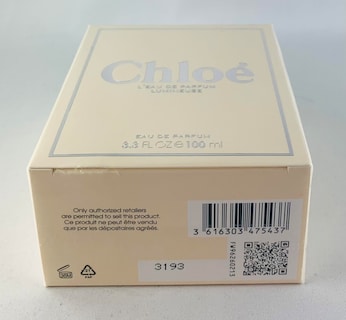 Chloé
L'EAU DE PARFUM
LUMINEUSE
EAU DE PARFUM
3.3 FL OZ e 100 ml
Only authorized retailers
are permitted to sell this product.
Ce produit ne peut être vendu
que par les dépositaires agréés.
3 616303 475437
3193